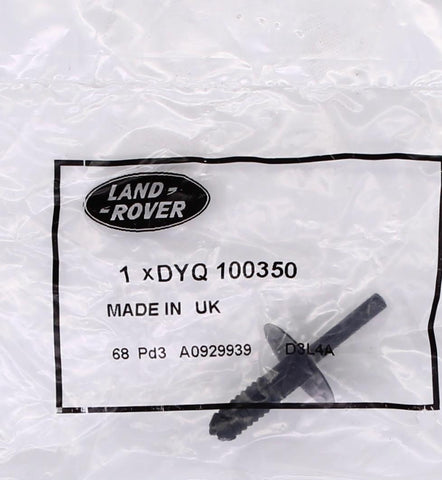 LAND-
-ROVER
1 xDYQ 100350
MADE IN UK
68 Pd3 A0929939 D3L4A